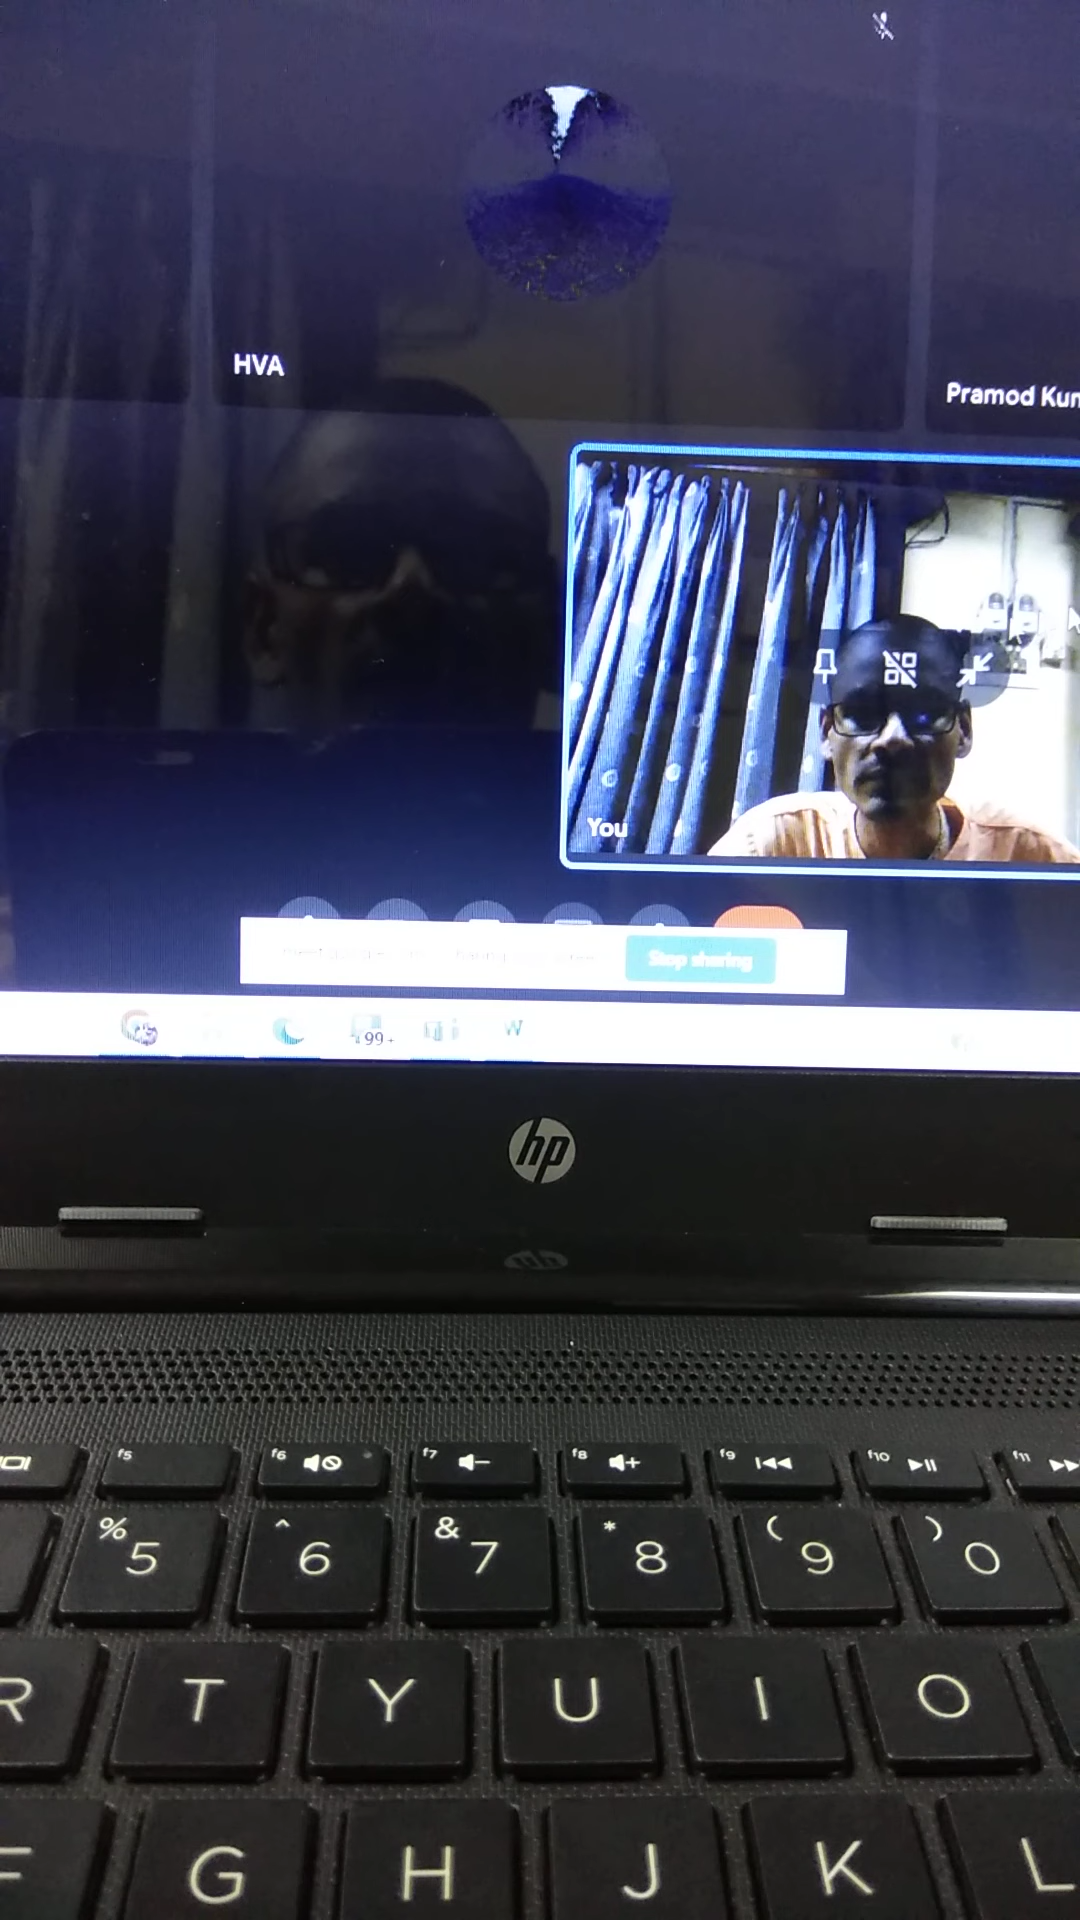 HVA
Pramod Kum
You
Stop sharing
99+
W
hp
f5
f6
f7
f8
f9
f10
f11
% 5
^ 6
& 7
* 8
( 9
) 0
R T Y U I O
F G H J K L